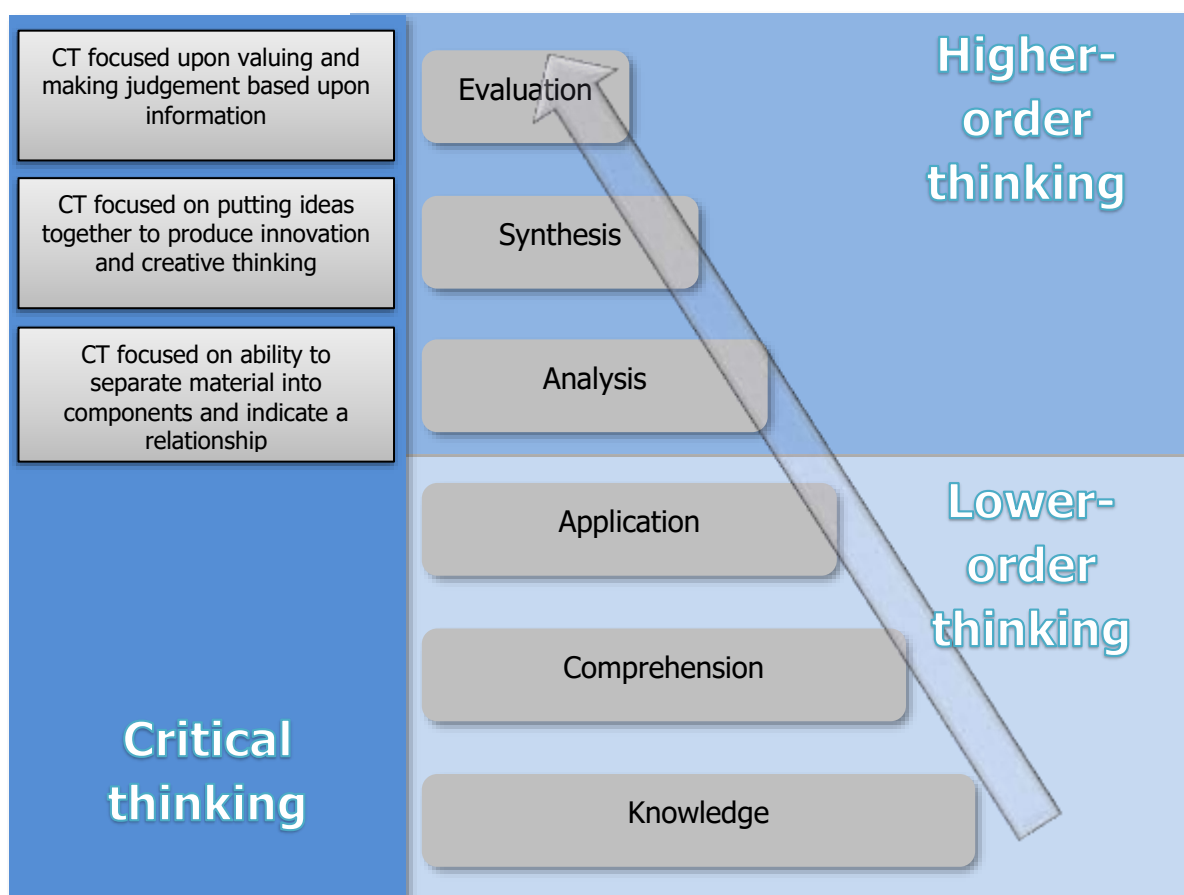 CT focused upon valuing and
making judgement based upon
information
Evaluation
Higher-
order
thinking
CT focused on putting ideas
together to produce innovation
and creative thinking
Synthesis
CT focused on ability to
separate material into
components and indicate a
relationship
Analysis
Application
Lower-
order
thinking
Comprehension
Critical
thinking
Knowledge